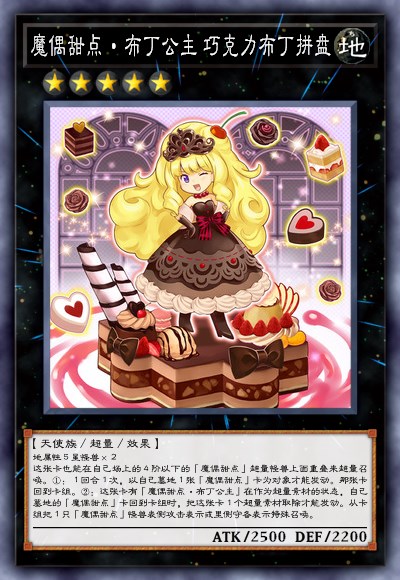 魔偶甜点·布丁公主 巧克力布丁拼盘 地
【天使族／超量／效果】
地属性5星怪兽×2
这张卡也能在自己场上的4阶以下的「魔偶甜点」超量怪兽上面重叠来超量召
唤。①：1回合1次，以自己墓地1张「魔偶甜点」卡为对象才能发动。那张卡
回到卡组。②：这张卡有「魔偶甜点·布丁公主」在作为超量素材的状态，自己
墓地的「魔偶甜点」卡回到卡组时，把这张卡1个超量素材取除才能发动。从卡
组把1只「魔偶甜点」怪兽表侧攻击表示或里侧守备表示特殊召唤。
ATK/2500 DEF/2200